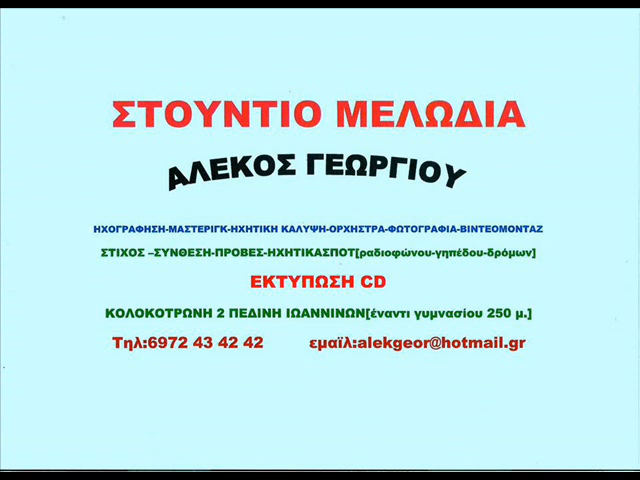 ΣΤΟΥΝΤΙΟ ΜΕΛΩΔΙΑ
ΑΛΕΚΟΣ ΓΕΩΡΓΙΟΥ
ΗΧΟΓΡΑΦΗΣΗ-ΜΑΣΤΕΡΙΓΚ-ΗΧΗΤΙΚΗ ΚΑΛΥΨΗ-ΟΡΧΗΣΤΡΑ-ΦΩΤΟΓΡΑΦΙΑ-ΒΙΝΤΕΟΜΟΝΤΑΖ
ΣΤΙΧΟΣ –ΣΥΝΘΕΣΗ-ΠΡΟΒΕΣ-ΗΧΗΤΙΚΑΣΠΟΤ[ραδιοφώνου-γηπέδου-δρόμων]
ΕΚΤΥΠΩΣΗ CD
ΚΟΛΟΚΟΤΡΩΝΗ 2 ΠΕΔΙΝΗ ΙΩΑΝΝΙΝΩΝ[έναντι γυμνασίου 250 μ.]
Τηλ:6972 43 42 42 εμαϊλ:alekgeor@hotmail.gr